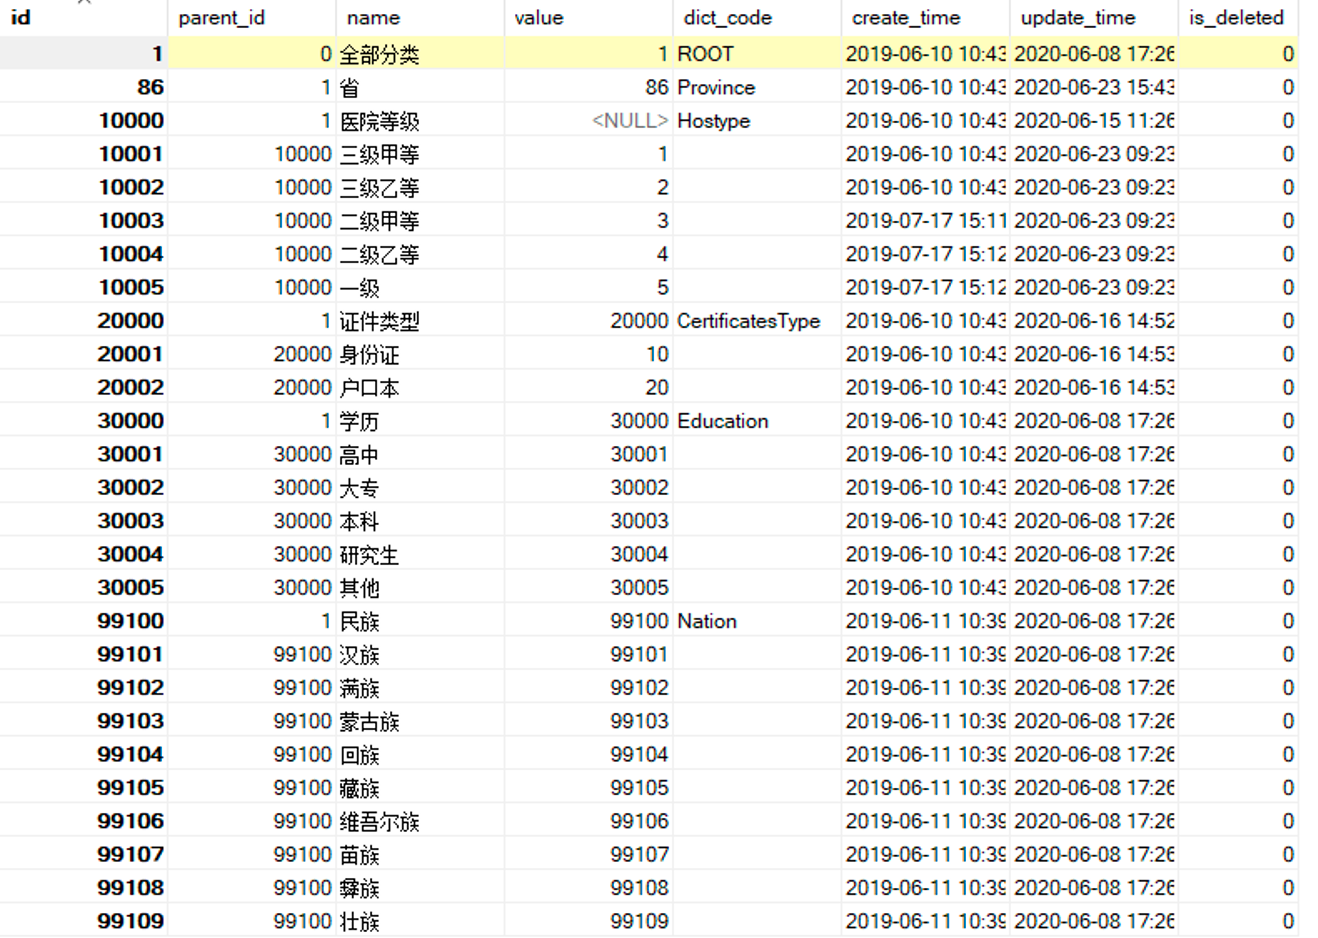 id parent_id name value dict_code create_time update_time is_deleted
1 0 全部分类 1 ROOT 2019-06-10 10:43 2020-06-08 17:26 0
86 1 省 86 Province 2019-06-10 10:43 2020-06-23 15:43 0
10000 1 医院等级 <NULL> Hostype 2019-06-10 10:43 2020-06-15 11:26 0
10001 10000 三级甲等 1 2019-06-10 10:43 2020-06-23 09:23 0
10002 10000 三级乙等 2 2019-06-10 10:43 2020-06-23 09:23 0
10003 10000 二级甲等 3 2019-07-17 15:11 2020-06-23 09:23 0
10004 10000 二级乙等 4 2019-07-17 15:12 2020-06-23 09:23 0
10005 10000 一级 5 2019-07-17 15:12 2020-06-23 09:23 0
20000 1 证件类型 20000 CertificatesType 2019-06-10 10:43 2020-06-16 14:52 0
20001 20000 身份证 10 2019-06-10 10:43 2020-06-16 14:53 0
20002 20000 户口本 20 2019-06-10 10:43 2020-06-16 14:53 0
30000 1 学历 30000 Education 2019-06-10 10:43 2020-06-08 17:26 0
30001 30000 高中 30001 2019-06-10 10:43 2020-06-08 17:26 0
30002 30000 大专 30002 2019-06-10 10:43 2020-06-08 17:26 0
30003 30000 本科 30003 2019-06-10 10:43 2020-06-08 17:26 0
30004 30000 研究生 30004 2019-06-10 10:43 2020-06-08 17:26 0
30005 30000 其他 30005 2019-06-10 10:43 2020-06-08 17:26 0
99100 1 民族 99100 Nation 2019-06-11 10:39 2020-06-08 17:26 0
99101 99100 汉族 99101 2019-06-11 10:39 2020-06-08 17:26 0
99102 99100 满族 99102 2019-06-11 10:39 2020-06-08 17:26 0
99103 99100 蒙古族 99103 2019-06-11 10:39 2020-06-08 17:26 0
99104 99100 回族 99104 2019-06-11 10:39 2020-06-08 17:26 0
99105 99100 藏族 99105 2019-06-11 10:39 2020-06-08 17:26 0
99106 99100 维吾尔族 99106 2019-06-11 10:39 2020-06-08 17:26 0
99107 99100 苗族 99107 2019-06-11 10:39 2020-06-08 17:26 0
99108 99100 彝族 99108 2019-06-11 10:39 2020-06-08 17:26 0
99109 99100 壮族 99109 2019-06-11 10:39 2020-06-08 17:26 0